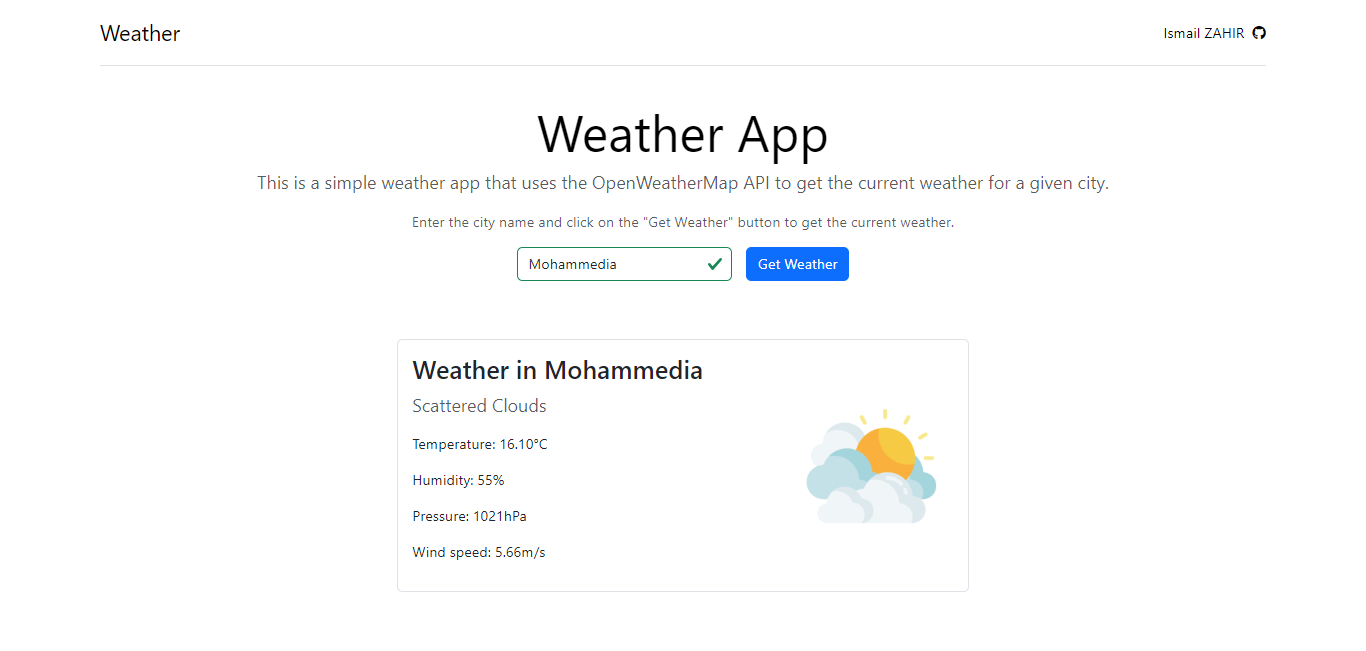 Weather
Ismail ZAHIR
Weather App
This is a simple weather app that uses the OpenWeatherMap API to get the current weather for a given city.
Enter the city name and click on the "Get Weather" button to get the current weather.
Mohammedia
Get Weather
Weather in Mohammedia
Scattered Clouds
Temperature: 16.10°C
Humidity: 55%
Pressure: 1021hPa
Wind speed: 5.66m/s